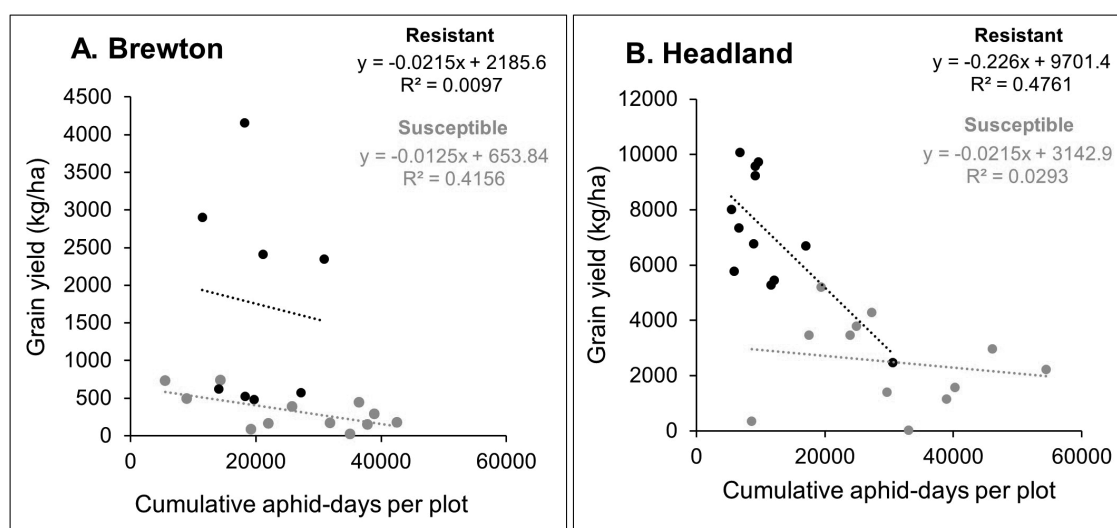 A. Brewton
Resistant
y = -0.0215x + 2185.6
R² = 0.0097
Susceptible
y = -0.0125x + 653.84
R² = 0.4156
Grain yield (kg/ha)
4500
4000
3500
3000
2500
2000
1500
1000
500
0
0 20000 40000 60000
Cumulative aphid-days per plot
B. Headland
Resistant
y = -0.226x + 9701.4
R² = 0.4761
Susceptible
y = -0.0215x + 3142.9
R² = 0.0293
Grain yield (kg/ha)
12000
10000
8000
6000
4000
2000
0
0 20000 40000 60000
Cumulative aphid-days per plot